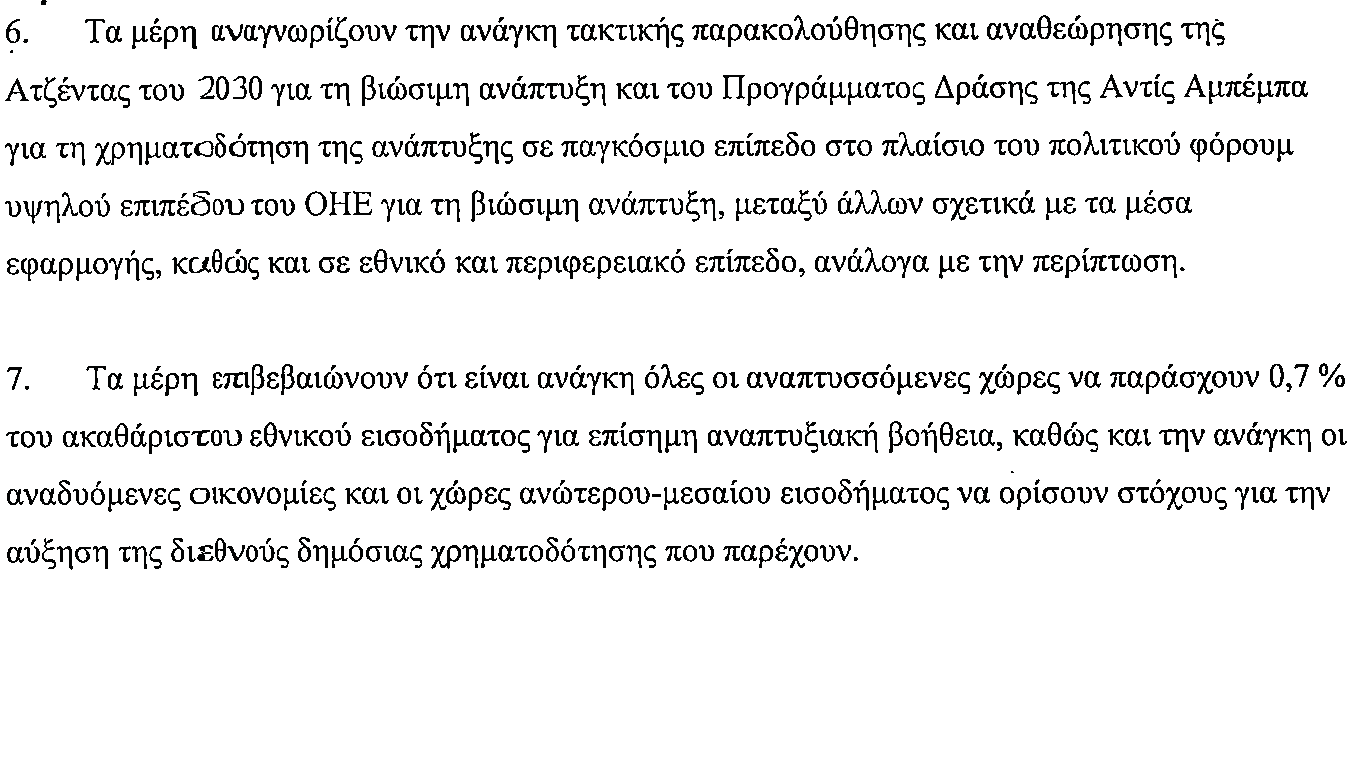 6. Τα μέρη αναγνωρίζουν την ανάγκη τακτικής παρακολούθησης και αναθεώρησης της
Ατζέντας του 2030 για τη βιώσιμη ανάπτυξη και του Προγράμματος Δράσης της Αντίς Αμπέμπα
για τη χρηματοδότηση της ανάπτυξης σε παγκόσμιο επίπεδο στο πλαίσιο του πολιτικού φόρουμ
υψηλού επιπέδου του ΟΗΕ για τη βιώσιμη ανάπτυξη, μεταξύ άλλων σχετικά με τα μέσα
εφαρμογής, καθώς και σε εθνικό και περιφερειακό επίπεδο, ανάλογα με την περίπτωση.
7. Τα μέρη επιβεβαιώνουν ότι είναι ανάγκη όλες οι αναπτυσσόμενες χώρες να παράσχουν 0,7 %
του ακαθάριστου εθνικού εισοδήματος για επίσημη αναπτυξιακή βοήθεια, καθώς και την ανάγκη οι
αναδυόμενες οικονομίες και οι χώρες ανώτερου-μεσαίου εισοδήματος να ορίσουν στόχους για την
αύξηση της διεθνούς δημόσιας χρηματοδότησης που παρέχουν.